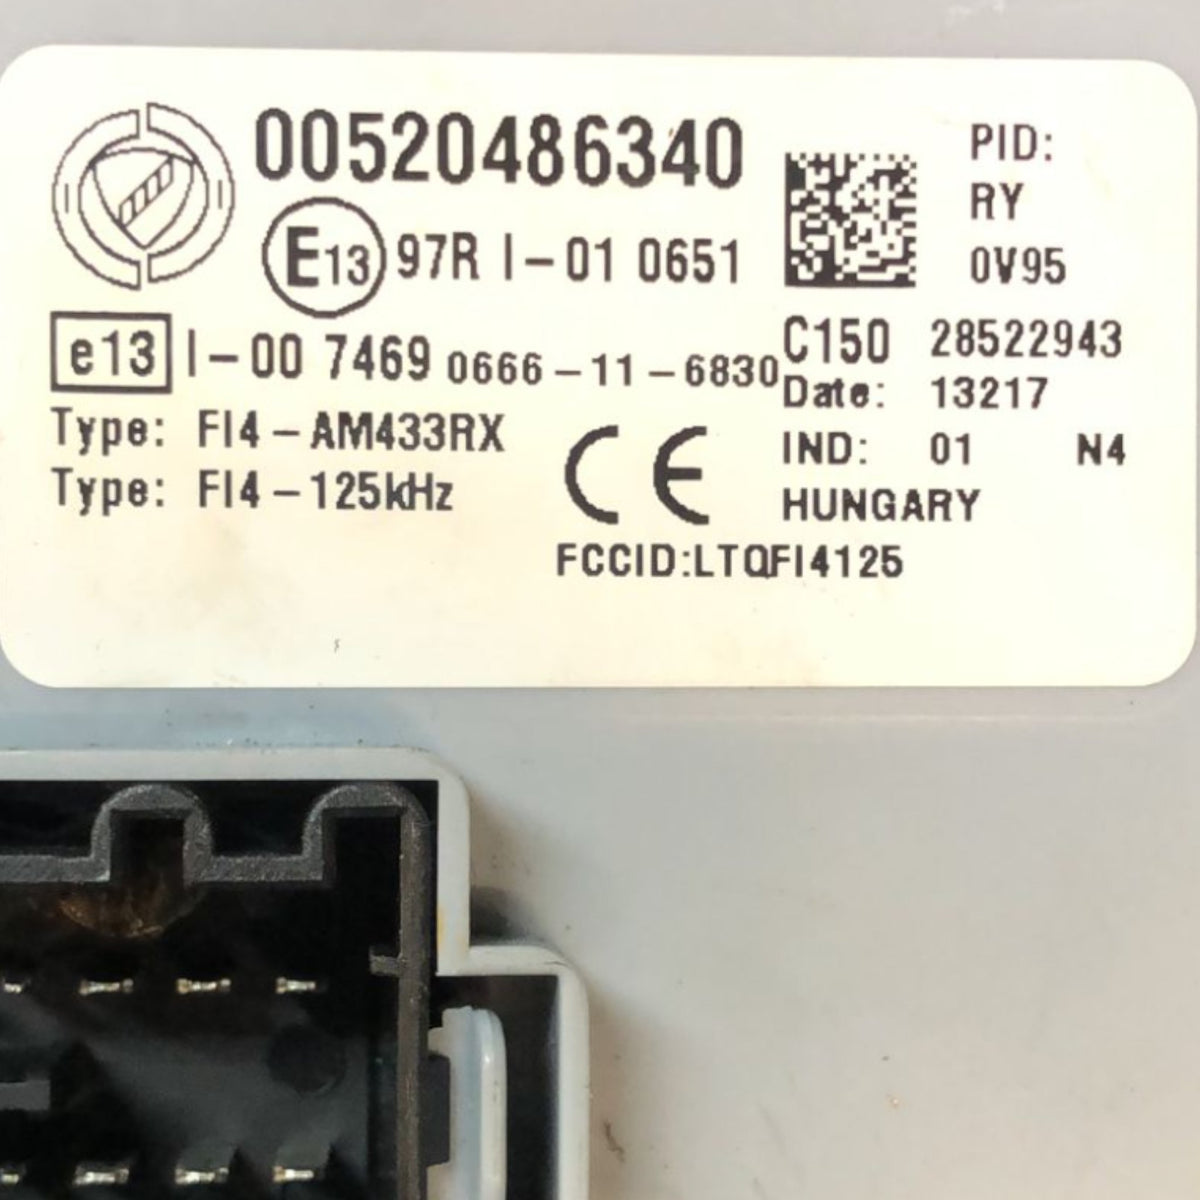 00520486340
E13 97R I-01 0651
e13 I-00 7469 0666-11-6830
Type: FI4-AM433RX
Type: FI4-125kHz
CE
PID:
RY
0V95
C150 28522943
Date: 13217
IND: 01 N4
HUNGARY
FCCID:LTQFI4125